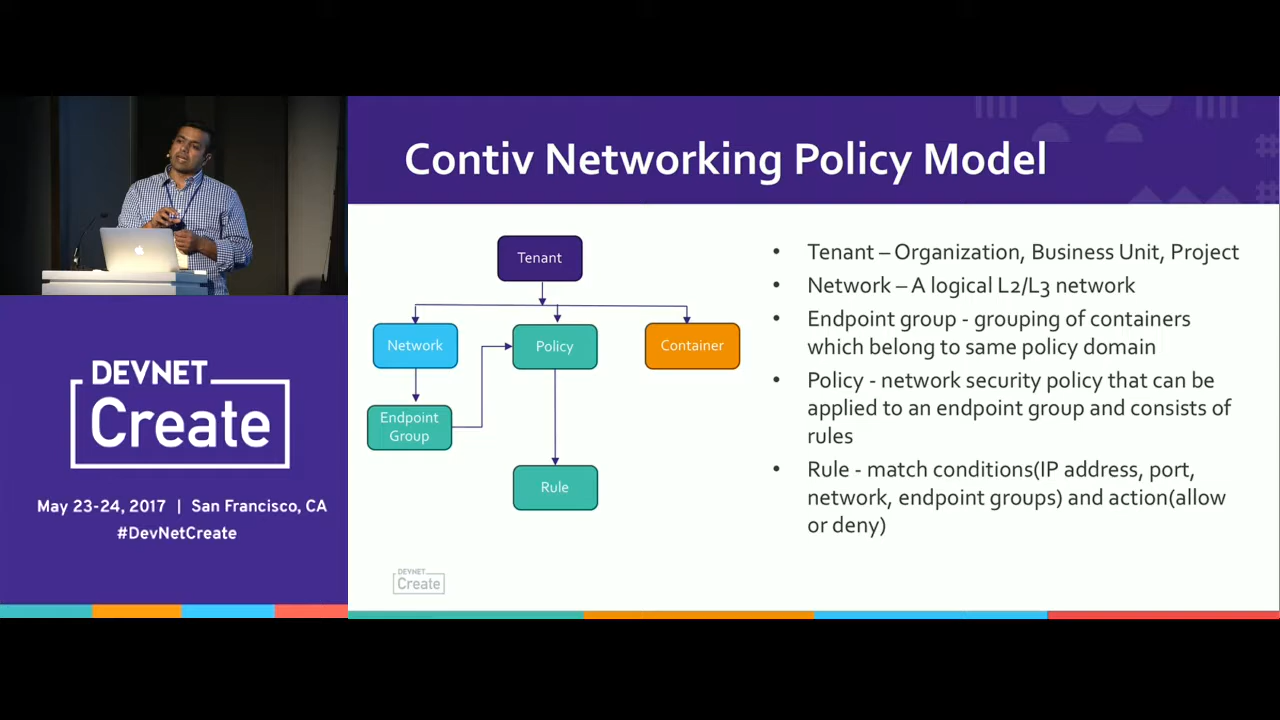 Contiv Networking Policy Model
Tenant
Network
Policy
Container
Endpoint
Group
Rule
• Tenant – Organization, Business Unit, Project
• Network – A logical L2/L3 network
• Endpoint group - grouping of containers
which belong to same policy domain
• Policy - network security policy that can be
applied to an endpoint group and consists of
rules
• Rule - match conditions(IP address, port,
network, endpoint groups) and action(allow
or deny)
DEVNET
Create
DEVNET
Create
May 23-24, 2017 | San Francisco, CA
#DevNetCreate